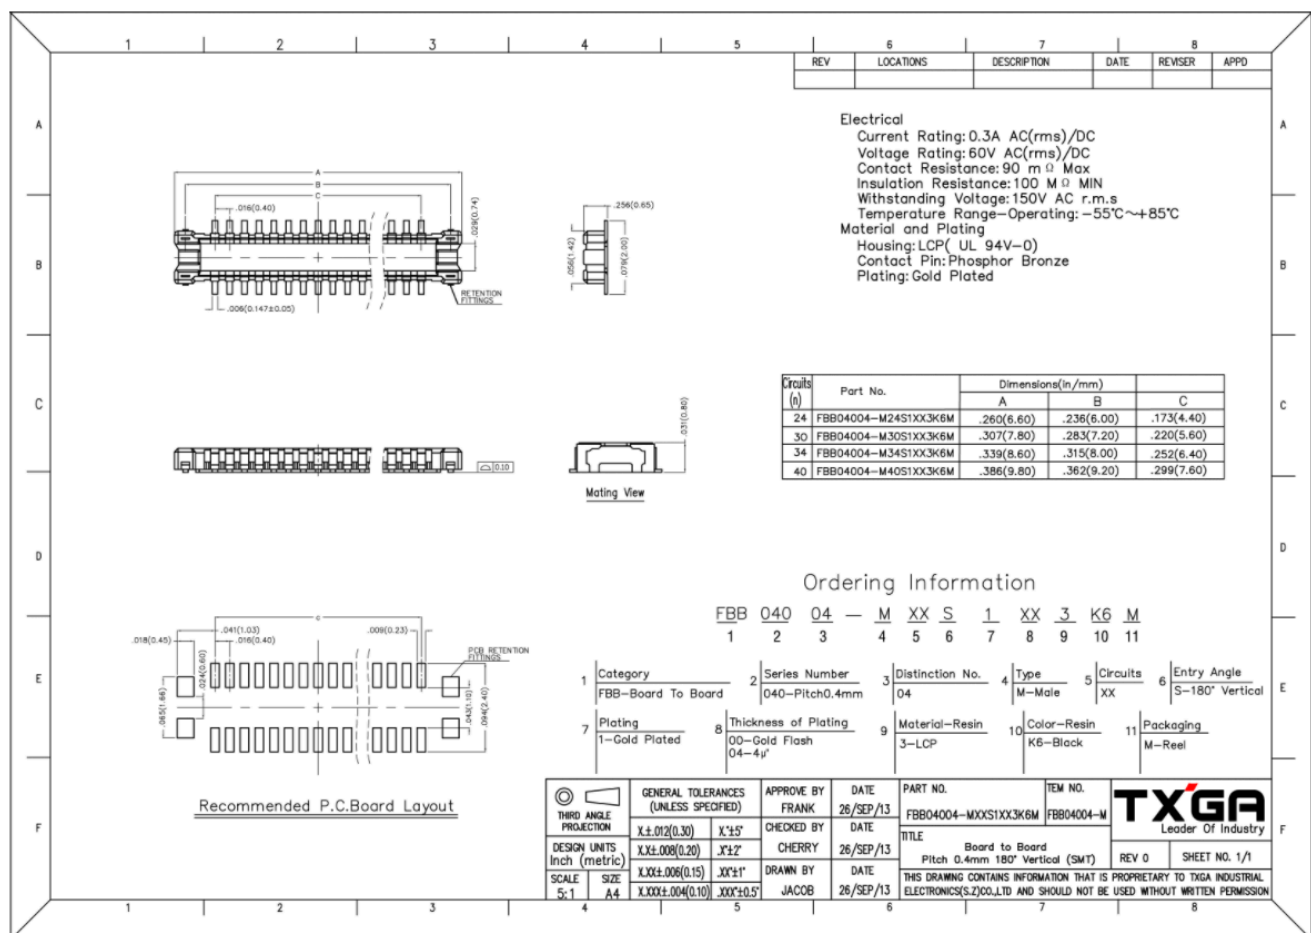 1 2 3 4 5 6 7 8
REV LOCATIONS DESCRIPTION DATE REVISER APPD
A A
Electrical
Current Rating: 0.3A AC(rms)/DC
Voltage Rating: 60V AC(rms)/DC
Contact Resistance: 90 m Ω Max
Insulation Resistance: 100 M Ω MIN
Withstanding Voltage: 150V AC r.m.s
Temperature Range-Operating: -55℃~+85℃
Material and Plating
Housing: LCP( UL 94V-0)
Contact Pin: Phosphor Bronze
Plating: Gold Plated
A
B
C
.016(0.40)
.029(0.74)
.256(0.65)
.056(1.42)
.079(2.00)
B B
RETENTION
FITTINGS
.006(0.147±0.05)
Circuits
(n)
Part No.
Dimensions(in/mm)
A B C
24 FBB04004-M24S1XX3K6M .260(6.60) .236(6.00) .173(4.40)
30 FBB04004-M30S1XX3K6M .307(7.80) .283(7.20) .220(5.60)
34 FBB04004-M34S1XX3K6M .339(8.60) .315(8.00) .252(6.40)
40 FBB04004-M40S1XX3K6M .386(9.80) .362(9.20) .299(7.60)
C C
.031(0.80)
0.10
Mating View
D D
Ordering Information
FBB 040 04 - M XX S 1 XX 3 K6 M
1 2 3 4 5 6 7 8 9 10 11
c
.018(0.45)
.041(1.03)
.016(0.40)
.009(0.23)
PCB RETENTION
FITTINGS
.024(0.60)
.065(1.66)
.043(1.10)
.094(2.40)
E E
1 Category
FBB-Board To Board
2 Series Number
040-Pitch0.4mm
3 Distinction No.
04
4 Type
M-Male
5 Circuits
XX
6 Entry Angle
S-180° Vertical
7 Plating
1-Gold Plated
8 Thickness of Plating
00-Gold Flash
04-4μ"
9 Material-Resin
3-LCP
10 Color-Resin
K6-Black
11 Packaging
M-Reel
Recommended P.C.Board Layout
F F
THIRD ANGLE
PROJECTION
DESIGN UNITS
Inch (metric)
SCALE
5:1
SIZE
A4
GENERAL TOLERANCES
(UNLESS SPECIFIED)
X.±.012(0.30) X.°±5°
X.X±.008(0.20) .X°±2°
X.XX±.006(0.15) .XX°±1°
X.XXX±.004(0.10) .XXX°±0.5°
APPROVE BY
FRANK
DATE
26/SEP/13
CHECKED BY
CHERRY
DATE
26/SEP/13
DRAWN BY
JACOB
DATE
26/SEP/13
PART NO.
FBB04004-MXXS1XX3K6M
ITEM NO.
FBB04004-M
TITLE
Board to Board
Pitch 0.4mm 180° Vertical (SMT)
TXGA
Leader Of Industry
REV 0
SHEET NO. 1/1
THIS DRAWING CONTAINS INFORMATION THAT IS PROPRIETARY TO TXGA INDUSTRIAL
ELECTRONICS(S.Z)CO.,LTD AND SHOULD NOT BE USED WITHOUT WRITTEN PERMISSION
1 2 3 4 5 6 7 8